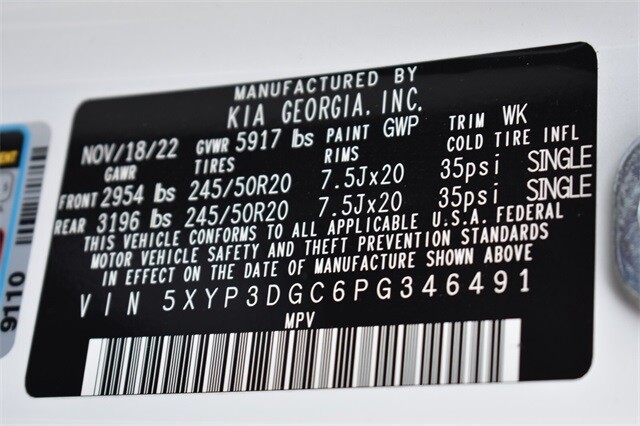 MANUFACTURED BY
KIA GEORGIA, INC.
NOV/18/22 GVWR 5917 lbs PAINT GWP TRIM WK
GAWR TIRES RIMS COLD TIRE INFL
FRONT 2954 lbs 245/50R20 7.5Jx20 35psi SINGLE
REAR 3196 lbs 245/50R20 7.5Jx20 35psi SINGLE
THIS VEHICLE CONFORMS TO ALL APPLICABLE U.S.A. FEDERAL
MOTOR VEHICLE SAFETY AND THEFT PREVENTION STANDARDS
IN EFFECT ON THE DATE OF MANUFACTURE SHOWN ABOVE
VIN 5XYP3DGC6PG346491
MPV
9110